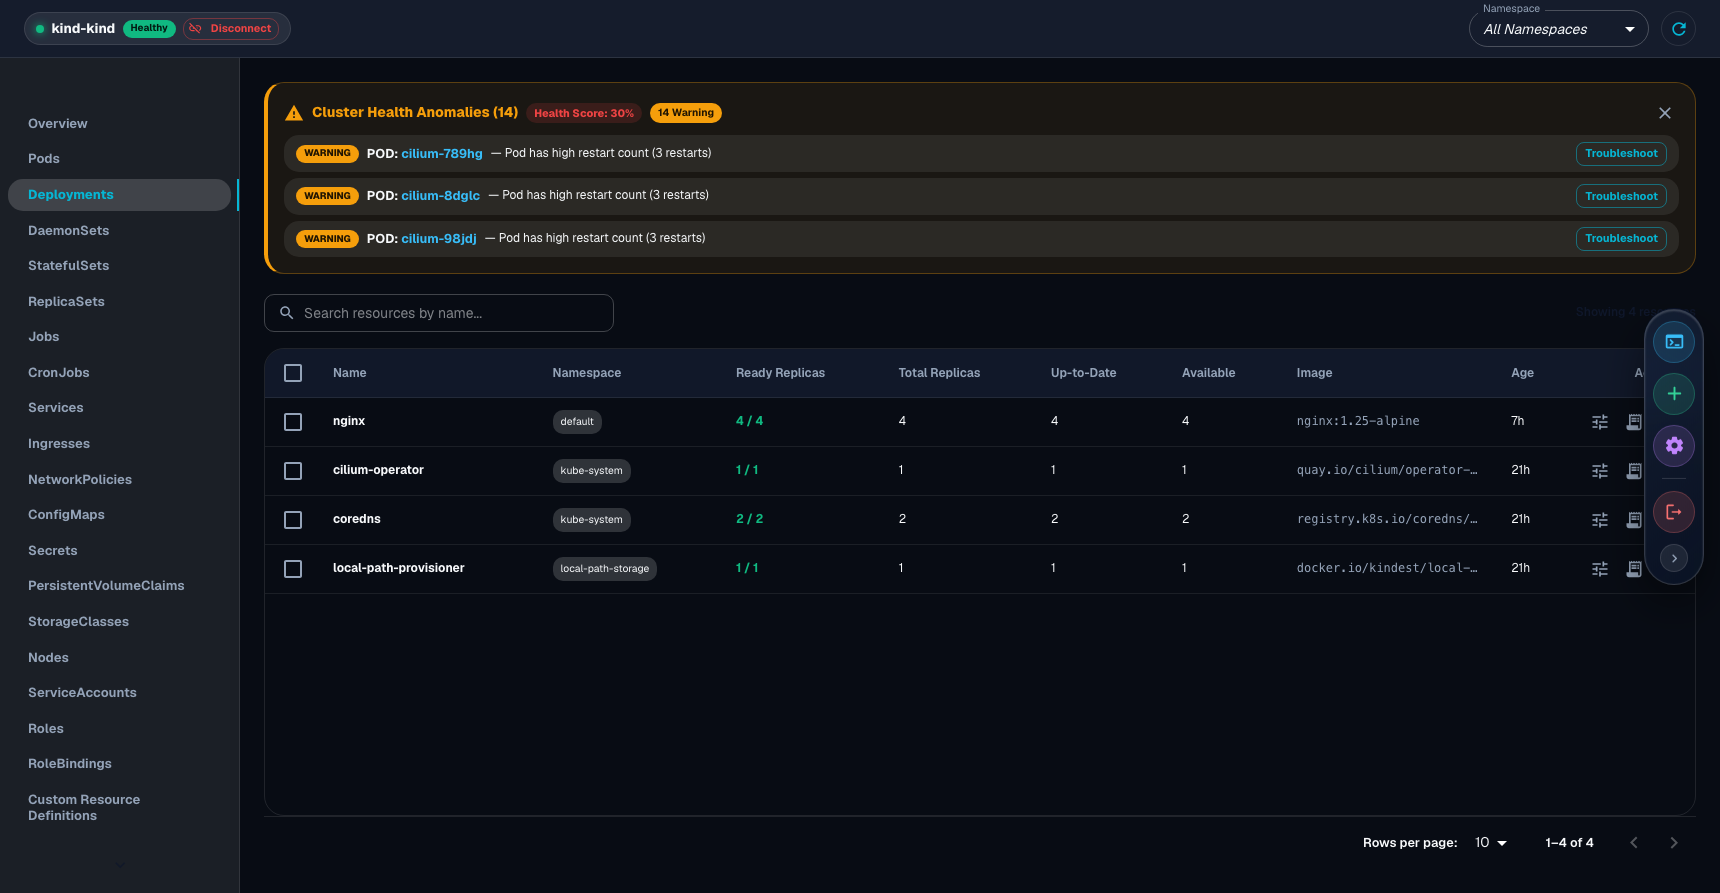 kind-kind Healthy Disconnect
Namespace
All Namespaces
Overview
Pods
Deployments
DaemonSets
StatefulSets
ReplicaSets
Jobs
CronJobs
Services
Ingresses
NetworkPolicies
ConfigMaps
Secrets
PersistentVolumeClaims
StorageClasses
Nodes
ServiceAccounts
Roles
RoleBindings
Custom Resource
Definitions
Cluster Health Anomalies (14) Health Score: 30% 14 Warning
WARNING POD: cilium-789hg — Pod has high restart count (3 restarts) Troubleshoot
WARNING POD: cilium-8dglc — Pod has high restart count (3 restarts) Troubleshoot
WARNING POD: cilium-98jdj — Pod has high restart count (3 restarts) Troubleshoot
Search resources by name...
Showing 4
Name Namespace Ready Replicas Total Replicas Up-to-Date Available Image Age
nginx default 4 / 4 4 4 4 nginx:1.25-alpine 7h
cilium-operator kube-system 1 / 1 1 1 1 quay.io/cilium/operator-… 21h
coredns kube-system 2 / 2 2 2 2 registry.k8s.io/coredns/… 21h
local-path-provisioner local-path-storage 1 / 1 1 1 1 docker.io/kindest/local-… 21h
Rows per page: 10 1–4 of 4